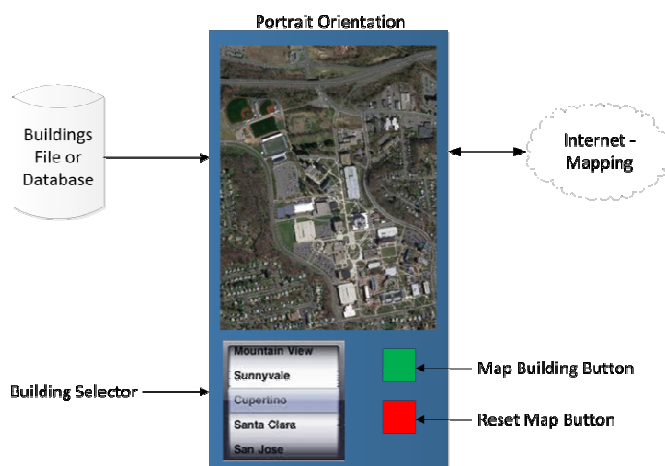 Portrait Orientation
Buildings
File or
Database
Internet -
Mapping
Building Selector
Mountain View
Sunnyvale
Cupertino
Santa Clara
San Jose
Map Building Button
Reset Map Button